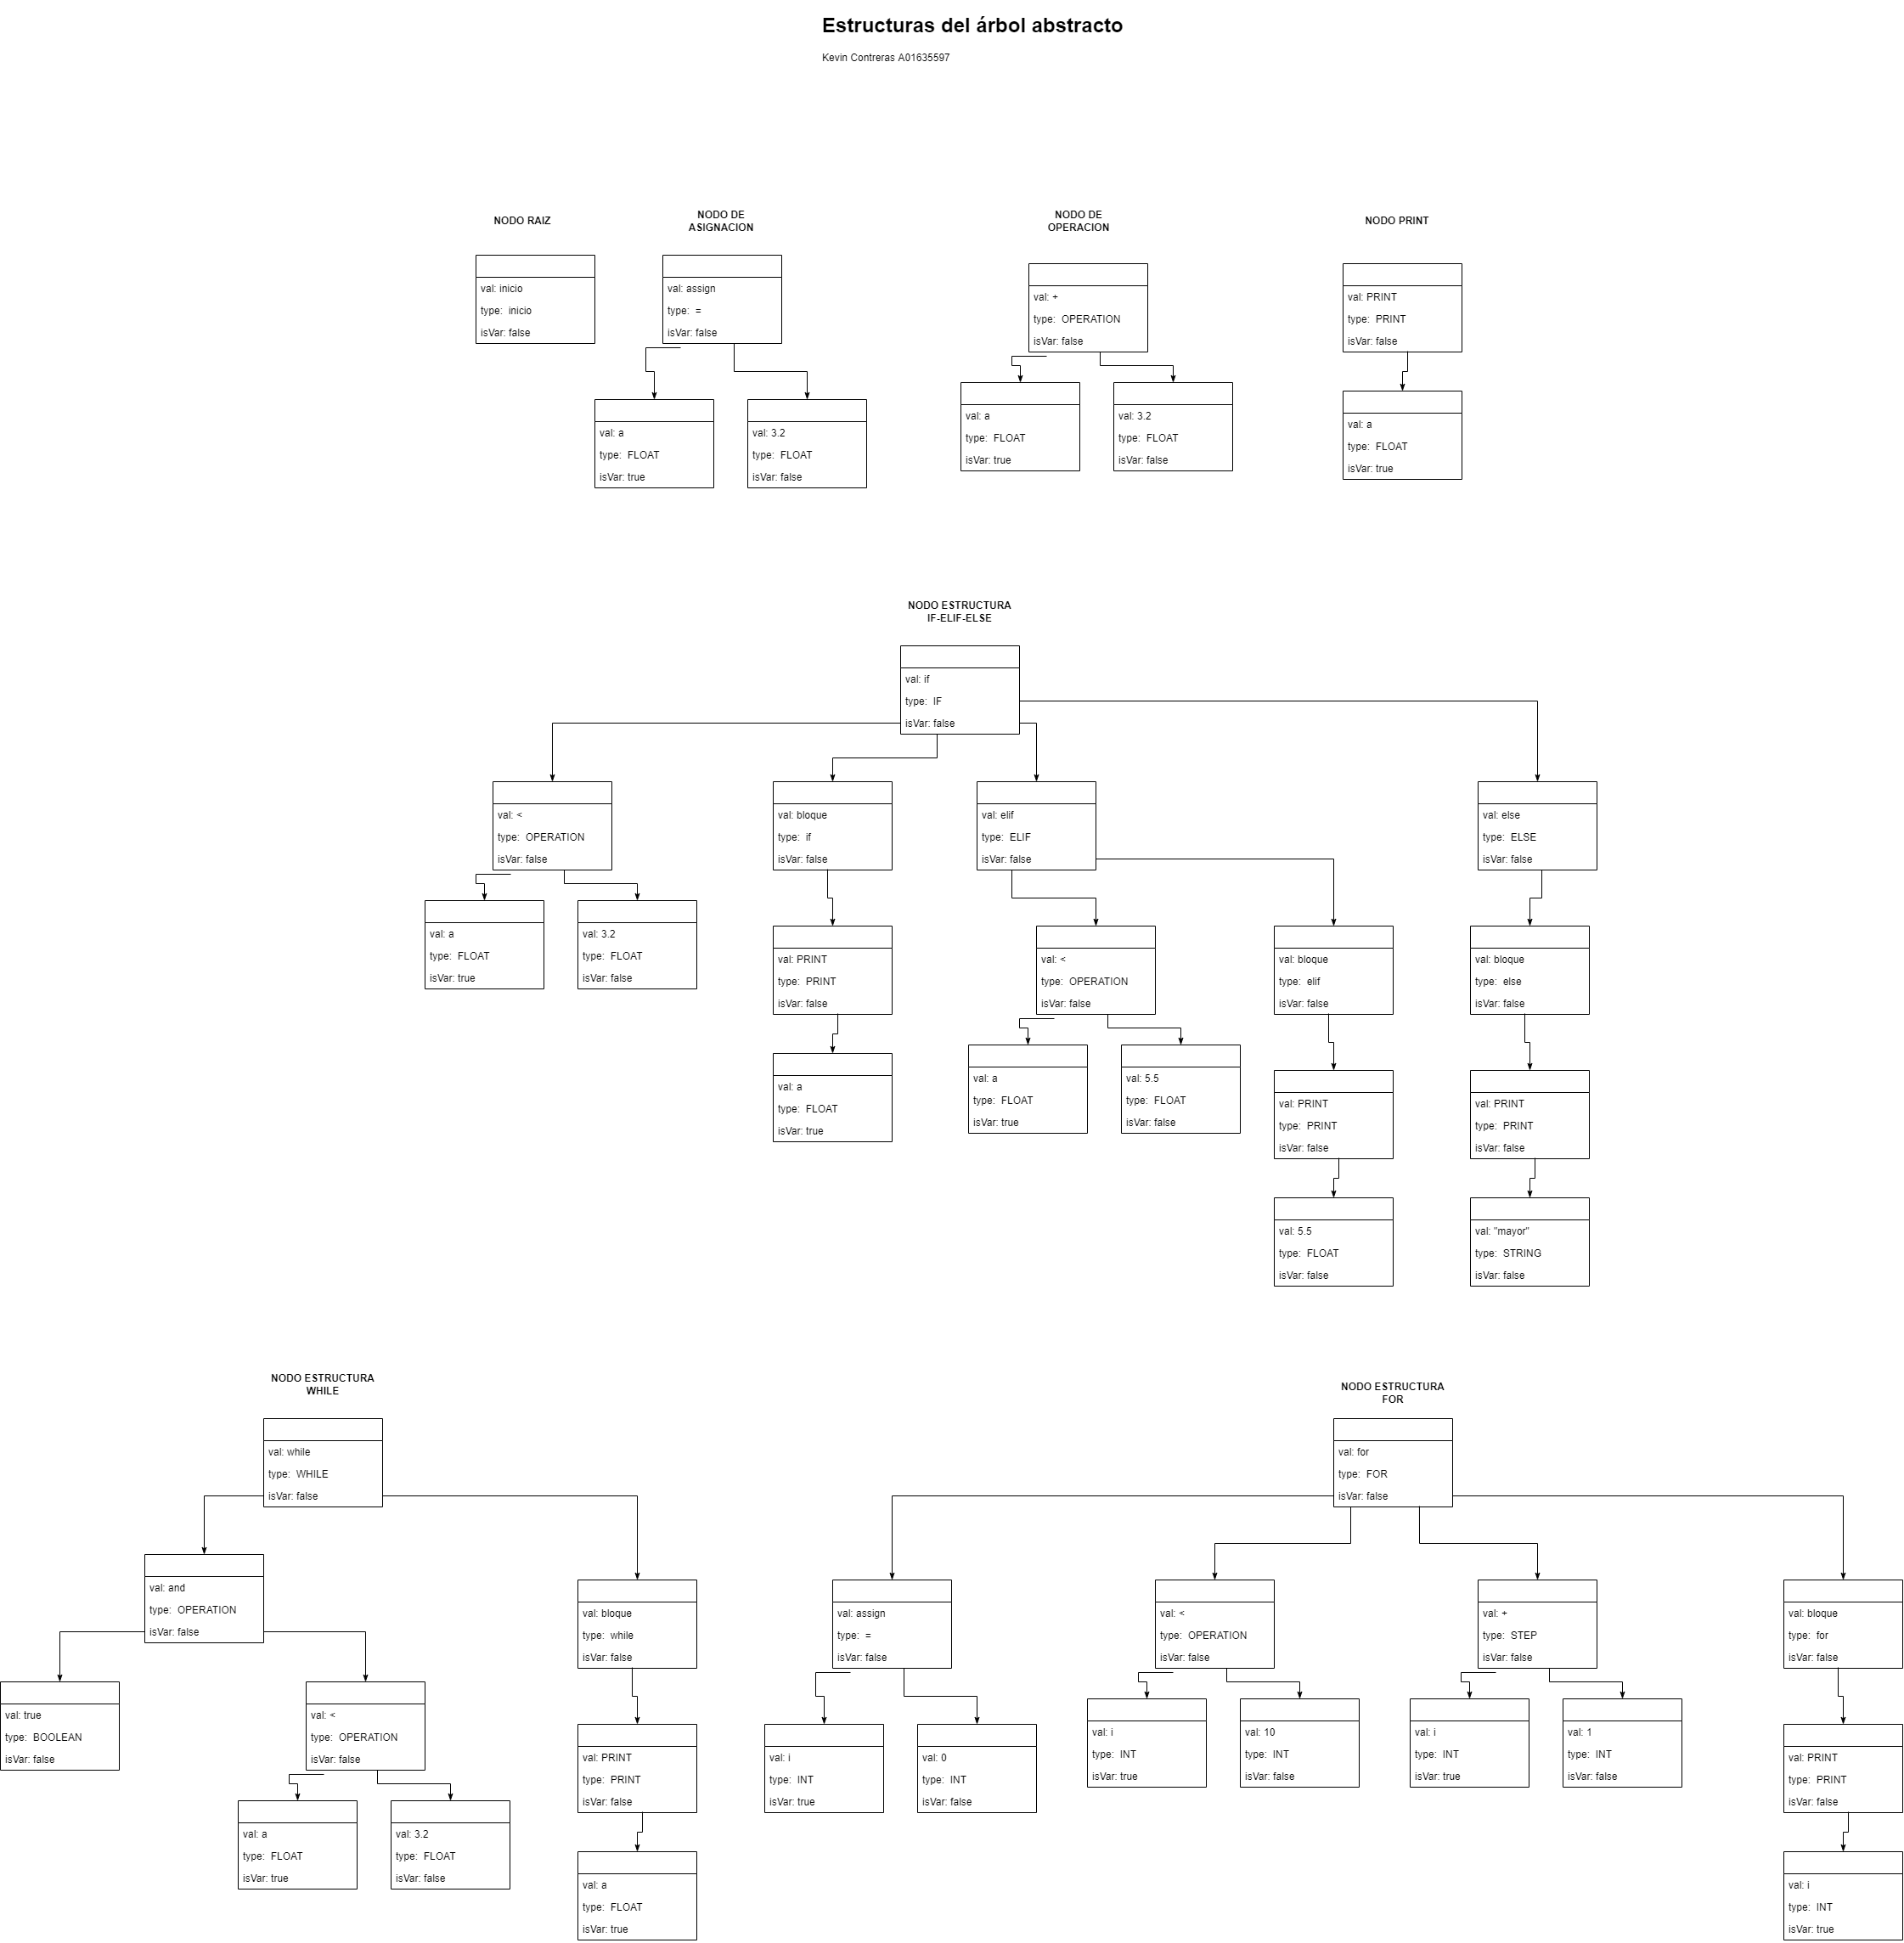 Estructuras del árbol abstracto
Kevin Contreras A01635597
NODO RAIZ
val: inicio
type: inicio
isVar: false
NODO DE
ASIGNACION
val: assign
type: =
isVar: false
val: a
type: FLOAT
isVar: true
val: 3.2
type: FLOAT
isVar: false
NODO DE
OPERACION
val: +
type: OPERATION
isVar: false
val: a
type: FLOAT
isVar: true
val: 3.2
type: FLOAT
isVar: false
NODO PRINT
val: PRINT
type: PRINT
isVar: false
val: a
type: FLOAT
isVar: true
NODO ESTRUCTURA
IF-ELIF-ELSE
val: if
type: IF
isVar: false
val: <
type: OPERATION
isVar: false
val: a
type: FLOAT
isVar: true
val: 3.2
type: FLOAT
isVar: false
val: bloque
type: if
isVar: false
val: PRINT
type: PRINT
isVar: false
val: a
type: FLOAT
isVar: true
val: elif
type: ELIF
isVar: false
val: <
type: OPERATION
isVar: false
val: a
type: FLOAT
isVar: true
val: 5.5
type: FLOAT
isVar: false
val: bloque
type: elif
isVar: false
val: PRINT
type: PRINT
isVar: false
val: 5.5
type: FLOAT
isVar: false
val: else
type: ELSE
isVar: false
val: bloque
type: else
isVar: false
val: PRINT
type: PRINT
isVar: false
val: "mayor"
type: STRING
isVar: false
NODO ESTRUCTURA
WHILE
val: while
type: WHILE
isVar: false
val: and
type: OPERATION
isVar: false
val: true
type: BOOLEAN
isVar: false
val: <
type: OPERATION
isVar: false
val: a
type: FLOAT
isVar: true
val: 3.2
type: FLOAT
isVar: false
val: bloque
type: while
isVar: false
val: PRINT
type: PRINT
isVar: false
val: a
type: FLOAT
isVar: true
NODO ESTRUCTURA
FOR
val: for
type: FOR
isVar: false
val: assign
type: =
isVar: false
val: i
type: INT
isVar: true
val: 0
type: INT
isVar: false
val: <
type: OPERATION
isVar: false
val: i
type: INT
isVar: true
val: 10
type: INT
isVar: false
val: +
type: STEP
isVar: false
val: i
type: INT
isVar: true
val: 1
type: INT
isVar: false
val: bloque
type: for
isVar: false
val: PRINT
type: PRINT
isVar: false
val: i
type: INT
isVar: true